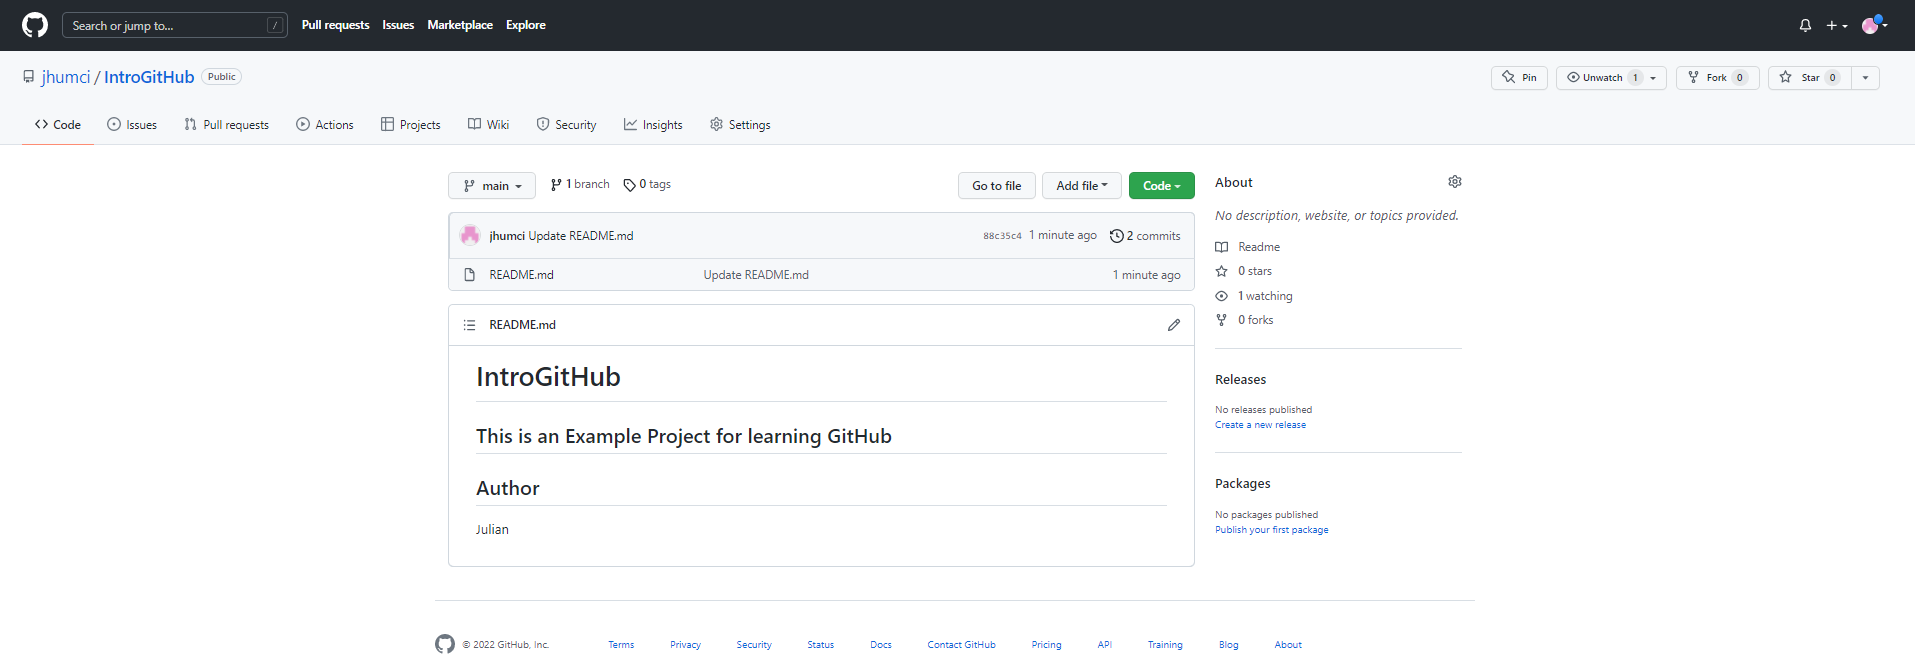 Search or jump to... /
Pull requests Issues Marketplace Explore
jhumci / IntroGitHub Public
Pin Unwatch 1 Fork 0 Star 0
Code Issues Pull requests Actions Projects Wiki Security Insights Settings
main 1 branch 0 tags Go to file Add file Code
jhumci Update README.md 88c35c4 1 minute ago 2 commits
README.md Update README.md 1 minute ago
README.md
IntroGitHub
This is an Example Project for learning GitHub
Author
Julian
About
No description, website, or topics provided.
Readme
0 stars
1 watching
0 forks
Releases
No releases published
Create a new release
Packages
No packages published
Publish your first package
© 2022 GitHub, Inc. Terms Privacy Security Status Docs Contact GitHub Pricing API Training Blog About